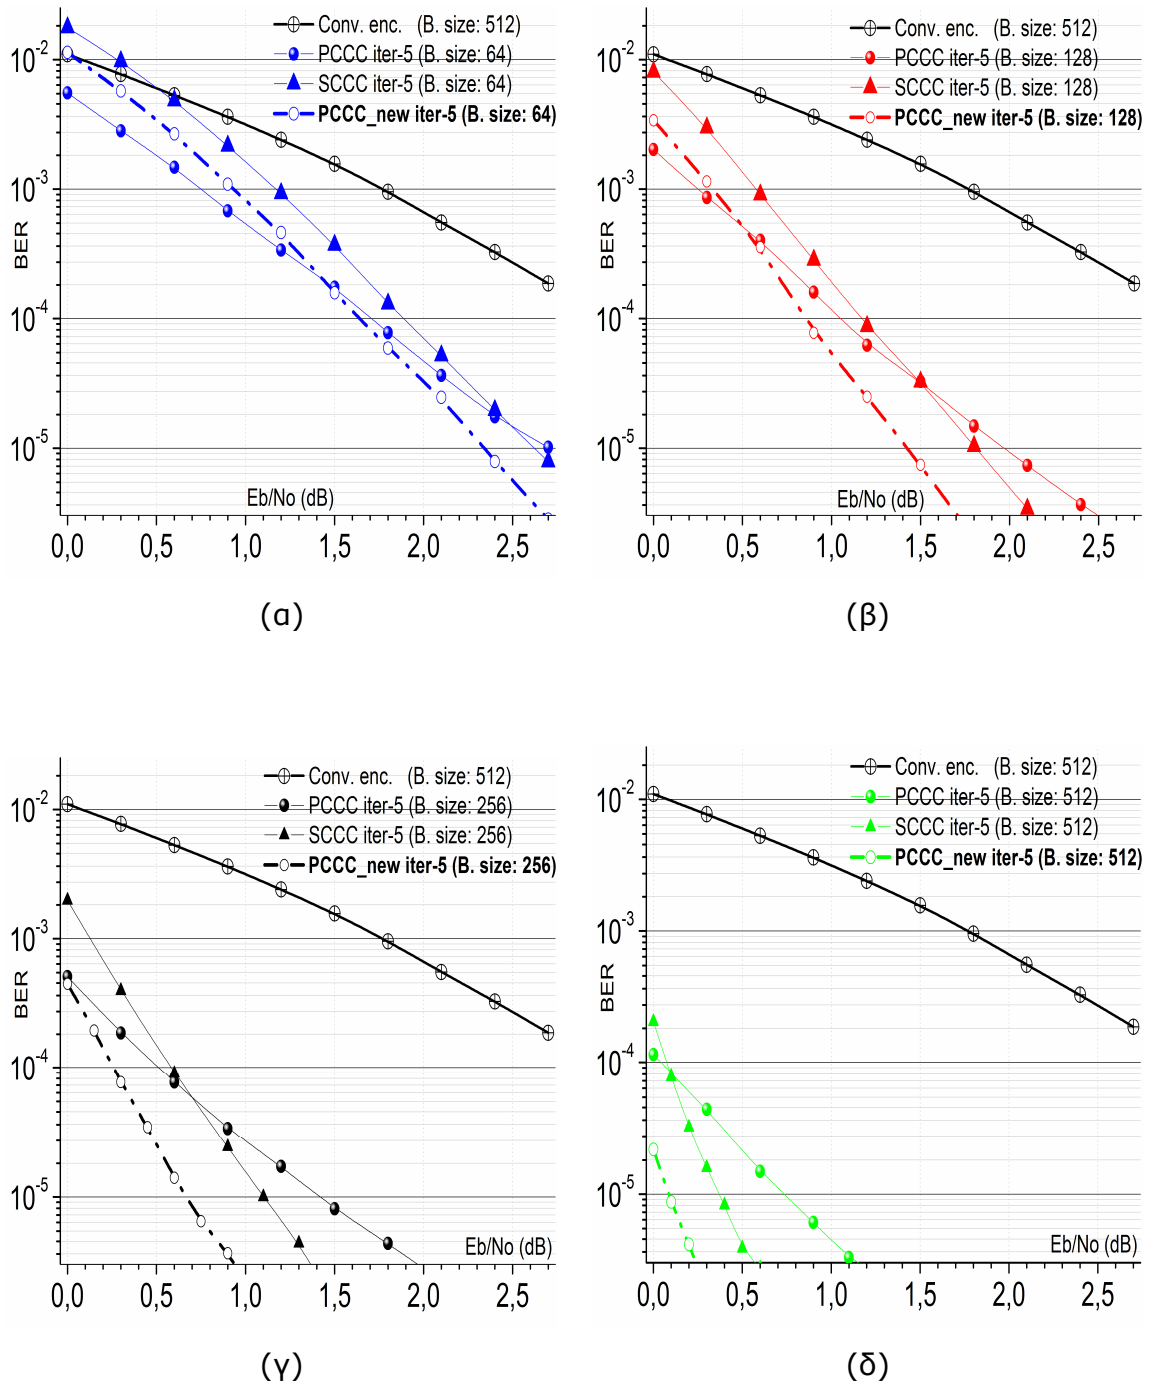 Conv. enc. (B. size: 512)
PCCC iter-5 (B. size: 64)
SCCC iter-5 (B. size: 64)
PCCC_new iter-5 (B. size: 64)
10^-2
10^-3
10^-4
10^-5
BER
Eb/No (dB)
0,0 0,5 1,0 1,5 2,0 2,5
(α)
Conv. enc. (B. size: 512)
PCCC iter-5 (B. size: 128)
SCCC iter-5 (B. size: 128)
PCCC_new iter-5 (B. size: 128)
10^-2
10^-3
10^-4
10^-5
BER
Eb/No (dB)
0,0 0,5 1,0 1,5 2,0 2,5
(β)
Conv. enc. (B. size: 512)
PCCC iter-5 (B. size: 256)
SCCC iter-5 (B. size: 256)
PCCC_new iter-5 (B. size: 256)
10^-2
10^-3
10^-4
10^-5
BER
Eb/No (dB)
0,0 0,5 1,0 1,5 2,0 2,5
(γ)
Conv. enc. (B. size: 512)
PCCC iter-5 (B. size: 512)
SCCC iter-5 (B. size: 512)
PCCC_new iter-5 (B. size: 512)
10^-2
10^-3
10^-4
10^-5
BER
Eb/No (dB)
0,0 0,5 1,0 1,5 2,0 2,5
(δ)